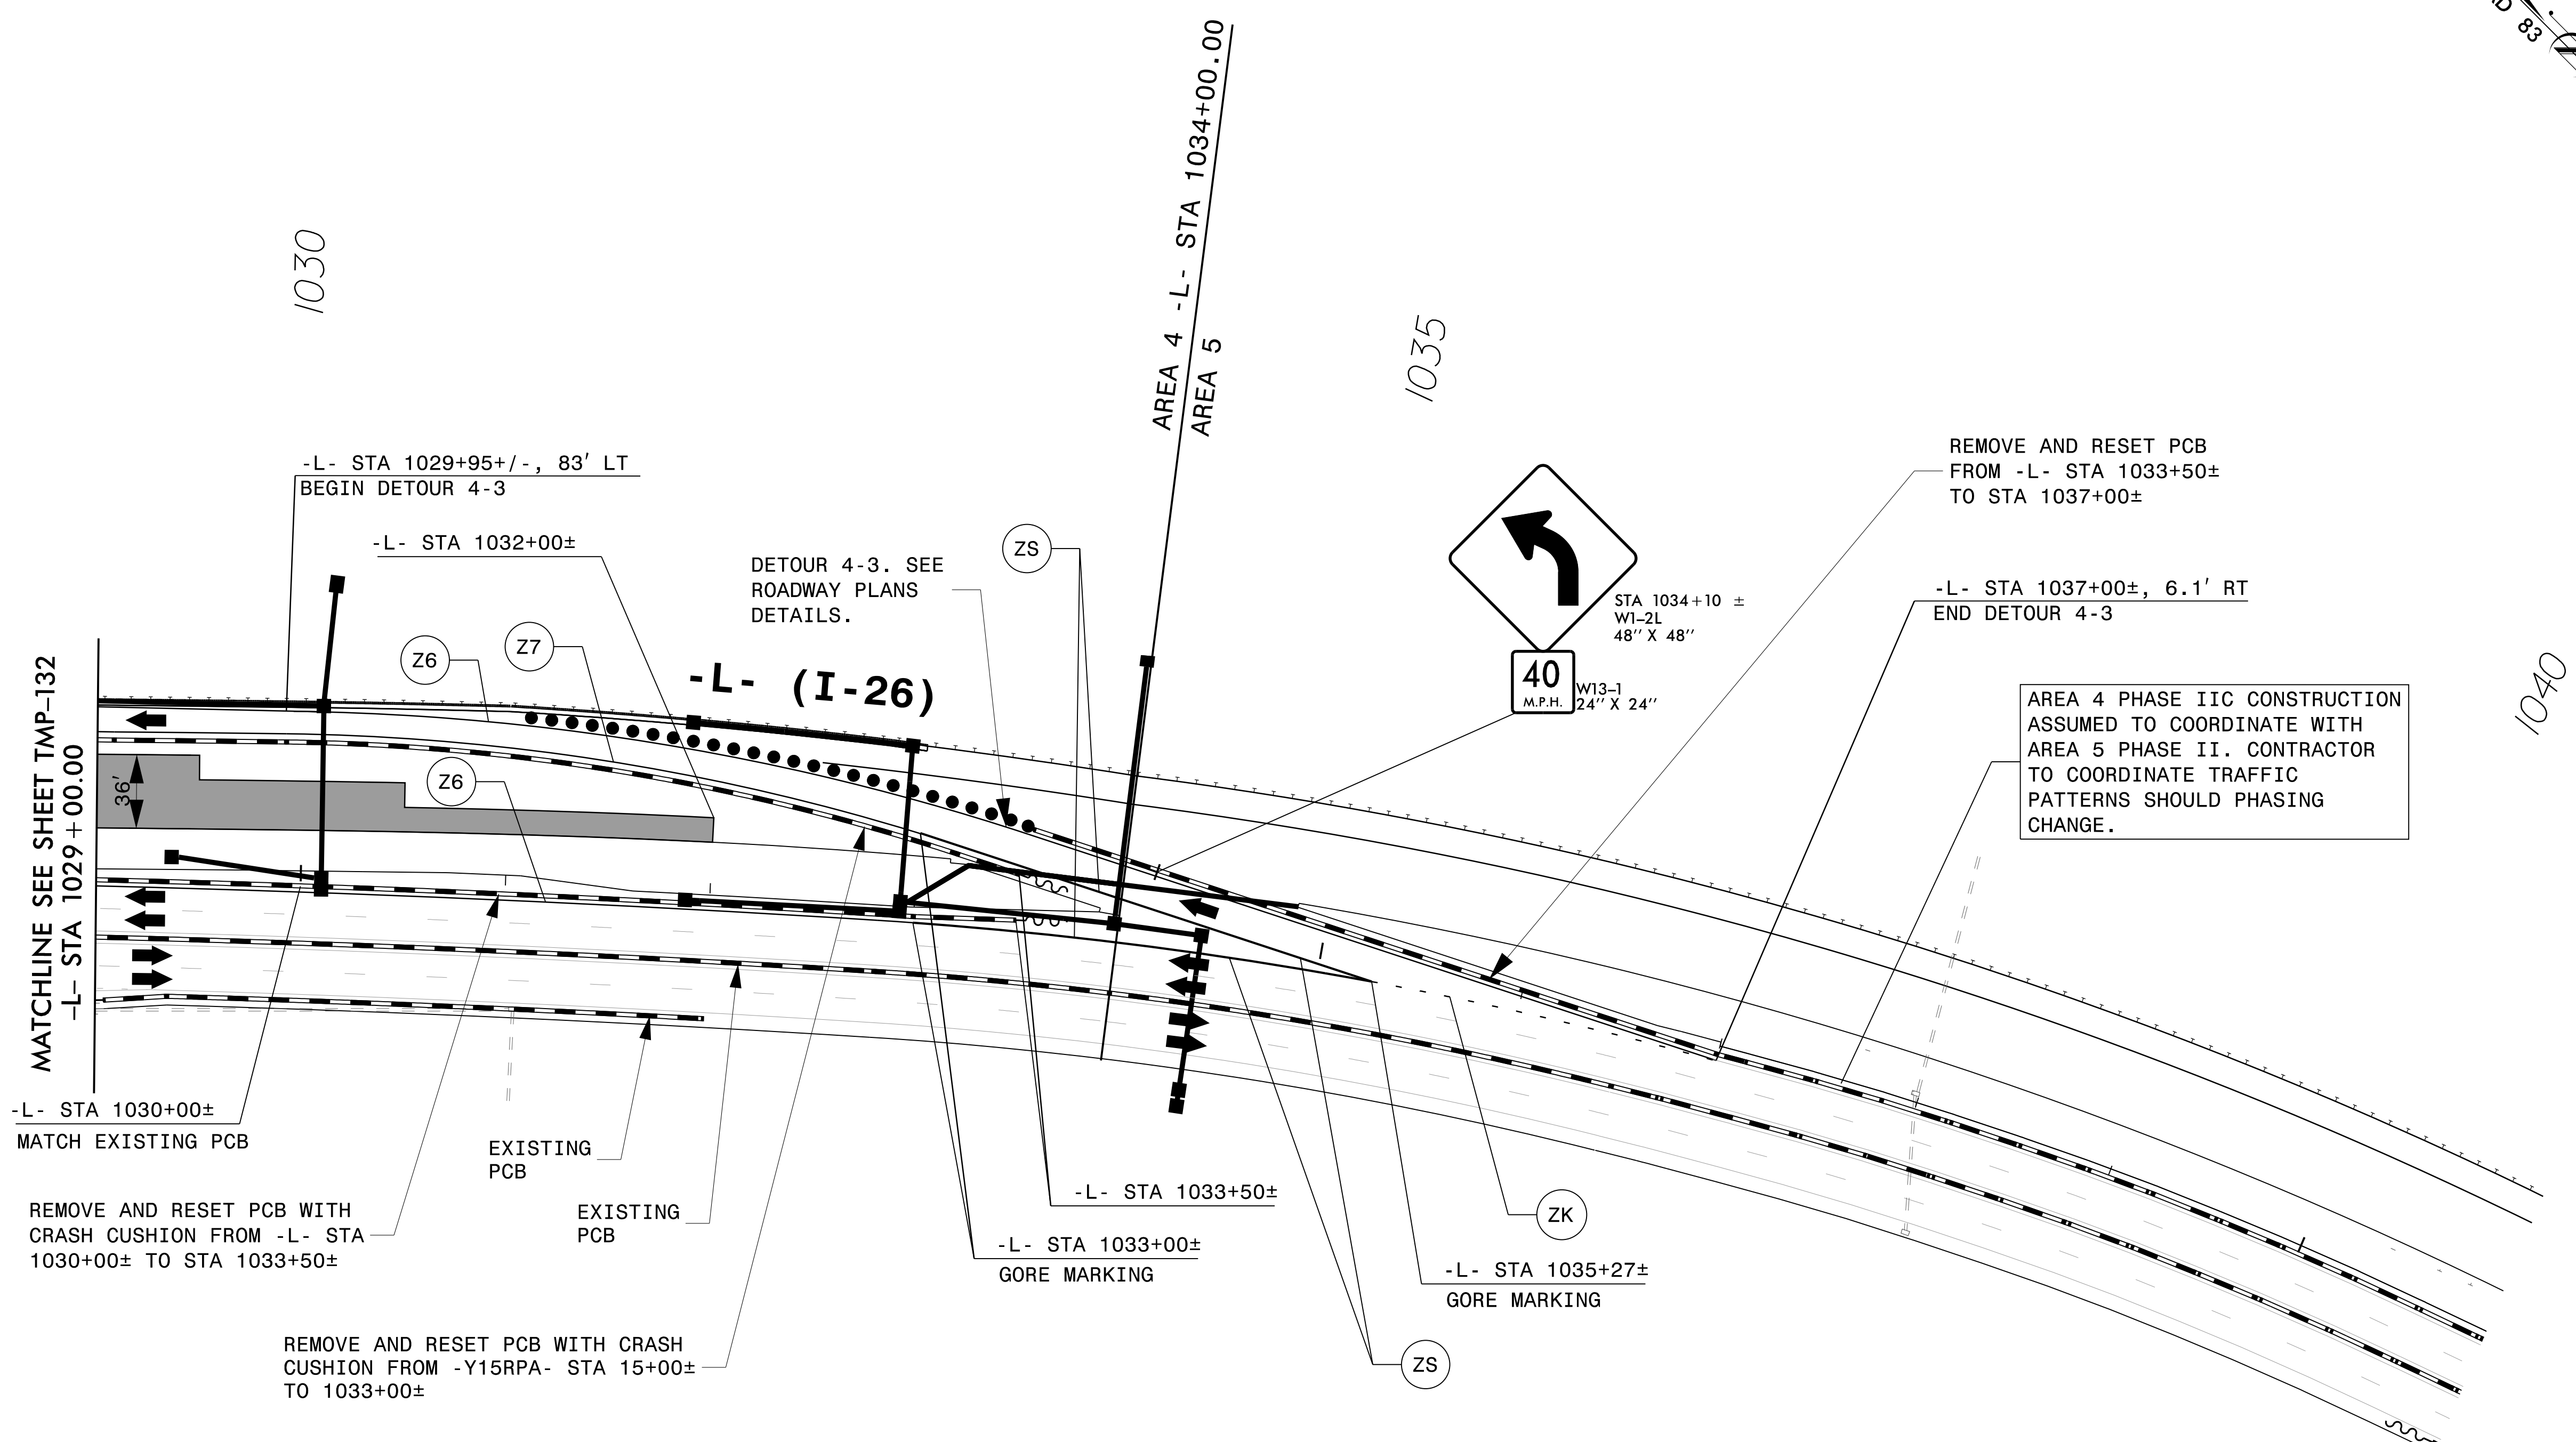 D 83
AREA 4 -L- STA 1034+00.00
AREA 5
1030
1035
1040
-L- STA 1029+95+/-, 83' LT
BEGIN DETOUR 4-3
-L- STA 1032+00±
DETOUR 4-3. SEE
ROADWAY PLANS
DETAILS.
ZS
Z6
Z7
-L- (I-26)
Z6
36'
MATCHLINE SEE SHEET TMP-132
-L- STA 1029+00.00
STA 1034+10 ±
W1-2L
48'' X 48''
40
M.P.H.
W13-1
24'' X 24''
REMOVE AND RESET PCB
FROM -L- STA 1033+50±
TO STA 1037+00±
-L- STA 1037+00±, 6.1' RT
END DETOUR 4-3
AREA 4 PHASE IIC CONSTRUCTION
ASSUMED TO COORDINATE WITH
AREA 5 PHASE II. CONTRACTOR
TO COORDINATE TRAFFIC
PATTERNS SHOULD PHASING
CHANGE.
-L- STA 1030+00±
MATCH EXISTING PCB
EXISTING
PCB
EXISTING
PCB
REMOVE AND RESET PCB WITH
CRASH CUSHION FROM -L- STA
1030+00± TO STA 1033+50±
-L- STA 1033+50±
-L- STA 1033+00±
GORE MARKING
ZK
-L- STA 1035+27±
GORE MARKING
ZS
REMOVE AND RESET PCB WITH CRASH
CUSHION FROM -Y15RPA- STA 15+00±
TO 1033+00±